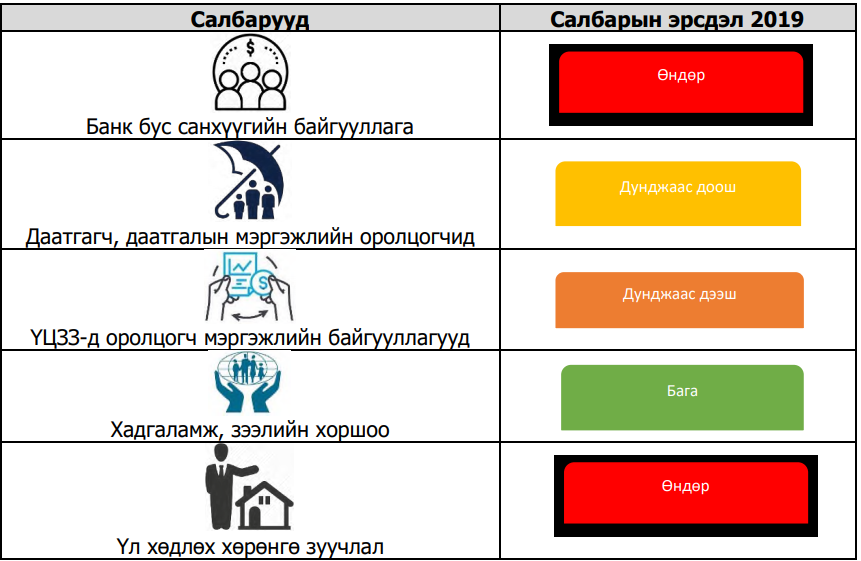 Салбарууд
Салбарын эрсдэл 2019
Банк бус санхүүгийн байгууллага
Өндөр
Даатгагч, даатгалын мэргэжлийн оролцогчид
Дунджаас доош
ҮЦЗЗ-д оролцогч мэргэжлийн байгууллагууд
Дунджаас дээш
Хадгаламж, зээлийн хоршоо
Бага
Үл хөдлөх хөрөнгө зуучлал
Өндөр